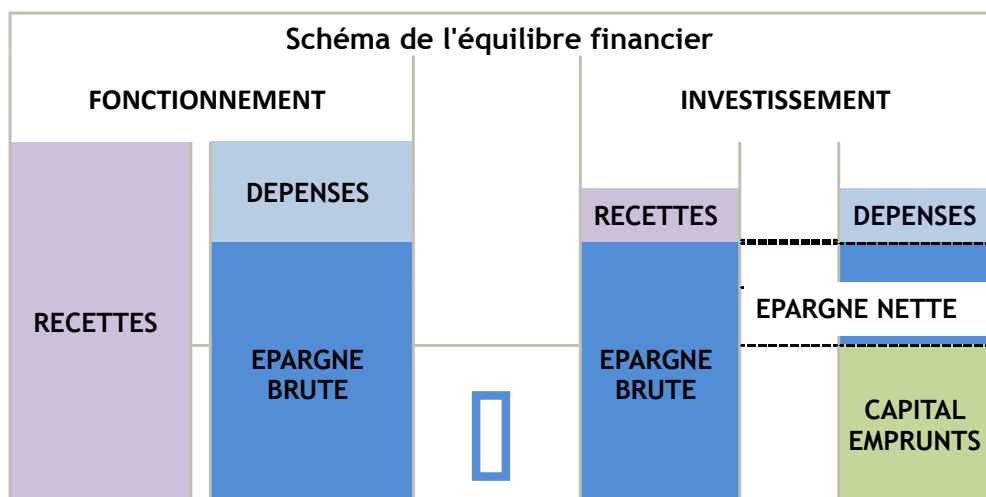 Schéma de l'équilibre financier
FONCTIONNEMENT
INVESTISSEMENT
DEPENSES
RECETTES
DEPENSES
RECETTES
EPARGNE NETTE
EPARGNE
BRUTE
EPARGNE
BRUTE
CAPITAL
EMPRUNTS